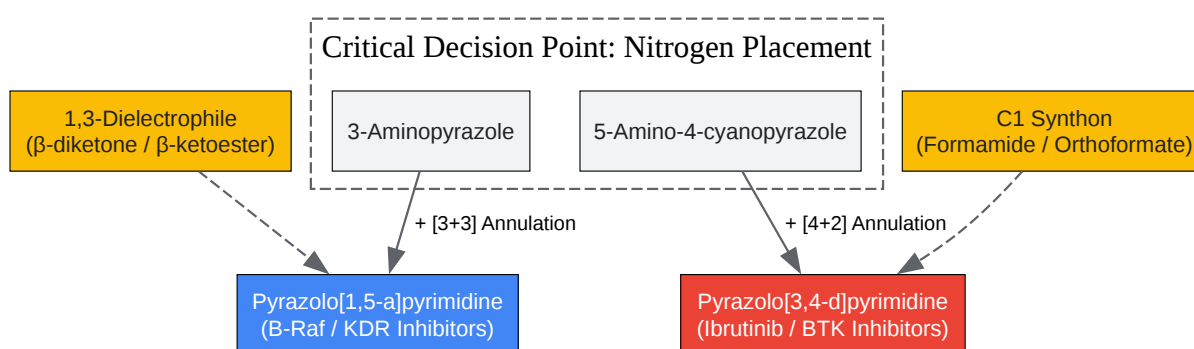 Critical Decision Point: Nitrogen Placement
1,3-Dielectrophile
(β-diketone / β-ketoester)
3-Aminopyrazole
5-Amino-4-cyanopyrazole
C1 Synthon
(Formamide / Orthoformate)
+ [3+3] Annulation
+ [4+2] Annulation
Pyrazolo[1,5-a]pyrimidine
(B-Raf / KDR Inhibitors)
Pyrazolo[3,4-d]pyrimidine
(Ibrutinib / BTK Inhibitors)